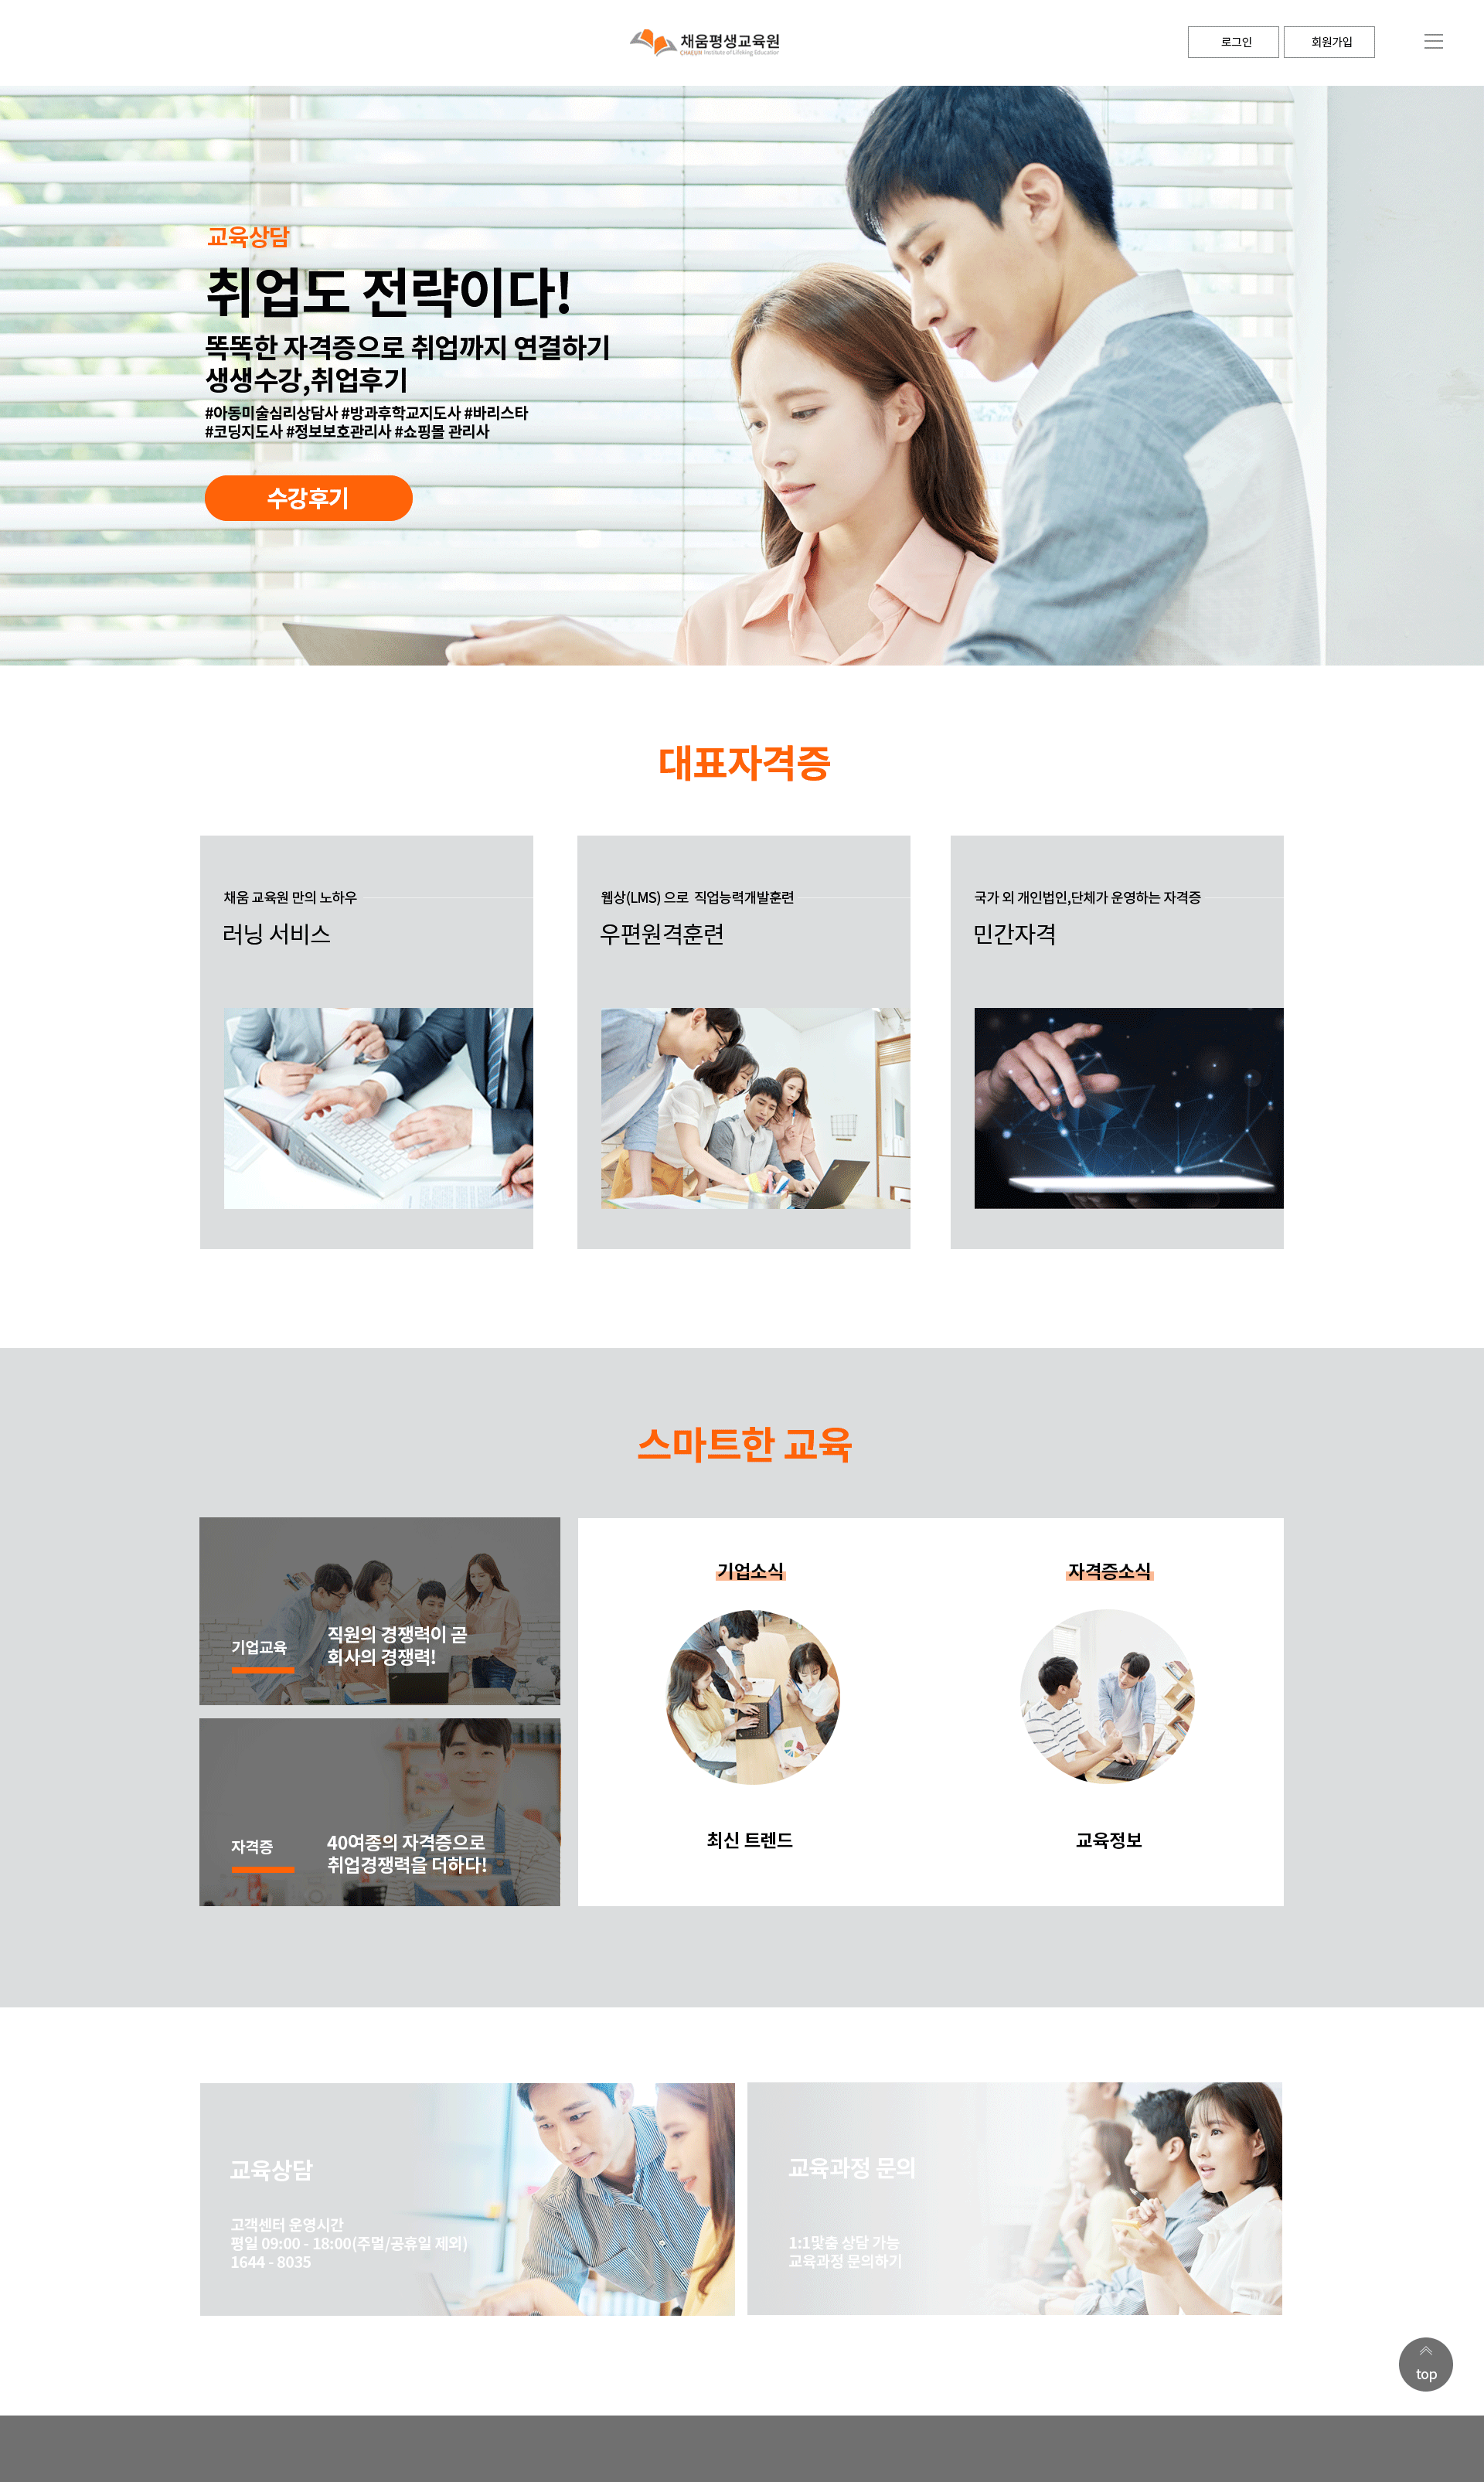 채움평생교육원
CHAEUM Institute of Lifelong Education
로그인
회원가입
교육상담
취업도 전략이다!
똑똑한 자격증으로 취업까지 연결하기
생생수강,취업후기
#아동미술심리상담사 #방과후학교지도사 #바리스타
#코딩지도사 #정보보호관리사 #쇼핑몰 관리사
수강후기
대표자격증
채움 교육원 만의 노하우
러닝 서비스
웹상(LMS) 으로 직업능력개발훈련
우편원격훈련
국가 외 개인법인,단체가 운영하는 자격증
민간자격
스마트한 교육
기업교육
직원의 경쟁력이 곧
회사의 경쟁력!
자격증
40여종의 자격증으로
취업경쟁력을 더하다!
기업소식
최신 트렌드
자격증소식
교육정보
교육상담
고객센터 운영시간
평일 09:00 - 18:00(주멀/공휴일 제외)
1644 - 8035
교육과정 문의
1:1맞춤 상담 가능
교육과정 문의하기
top